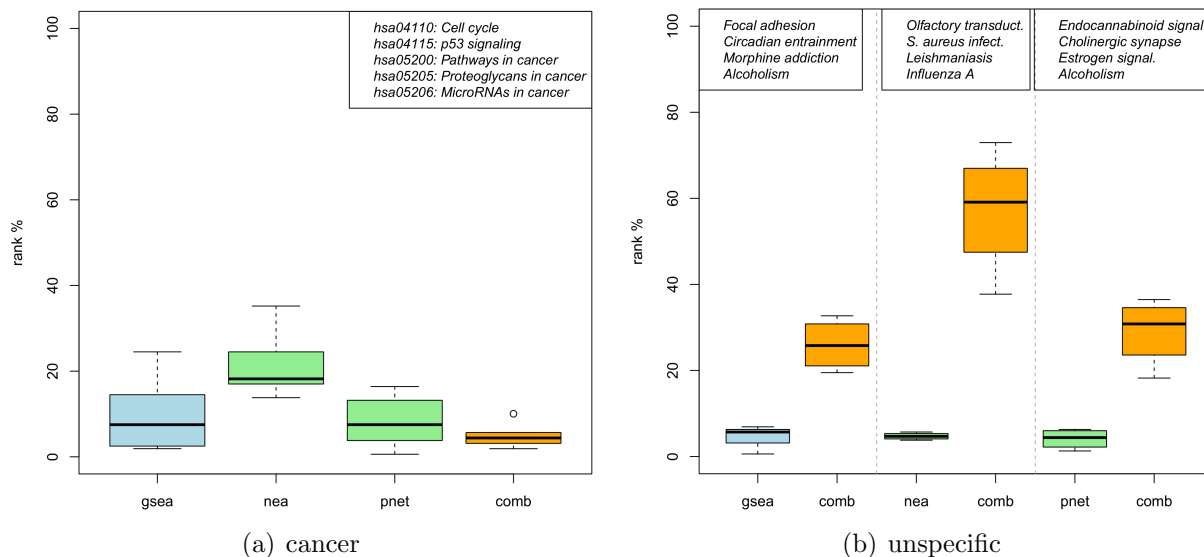 hsa04110: Cell cycle
hsa04115: p53 signaling
hsa05200: Pathways in cancer
hsa05205: Proteoglycans in cancer
hsa05206: MicroRNAs in cancer
rank %
100
80
60
40
20
0
gsea nea pnet comb
(a) cancer
Focal adhesion
Circadian entrainment
Morphine addiction
Alcoholism
Olfactory transduct.
S. aureus infect.
Leishmaniasis
Influenza A
Endocannabinoid signal.
Cholinergic synapse
Estrogen signal.
Alcoholism
rank %
100
80
60
40
20
0
gsea comb nea comb pnet comb
(b) unspecific